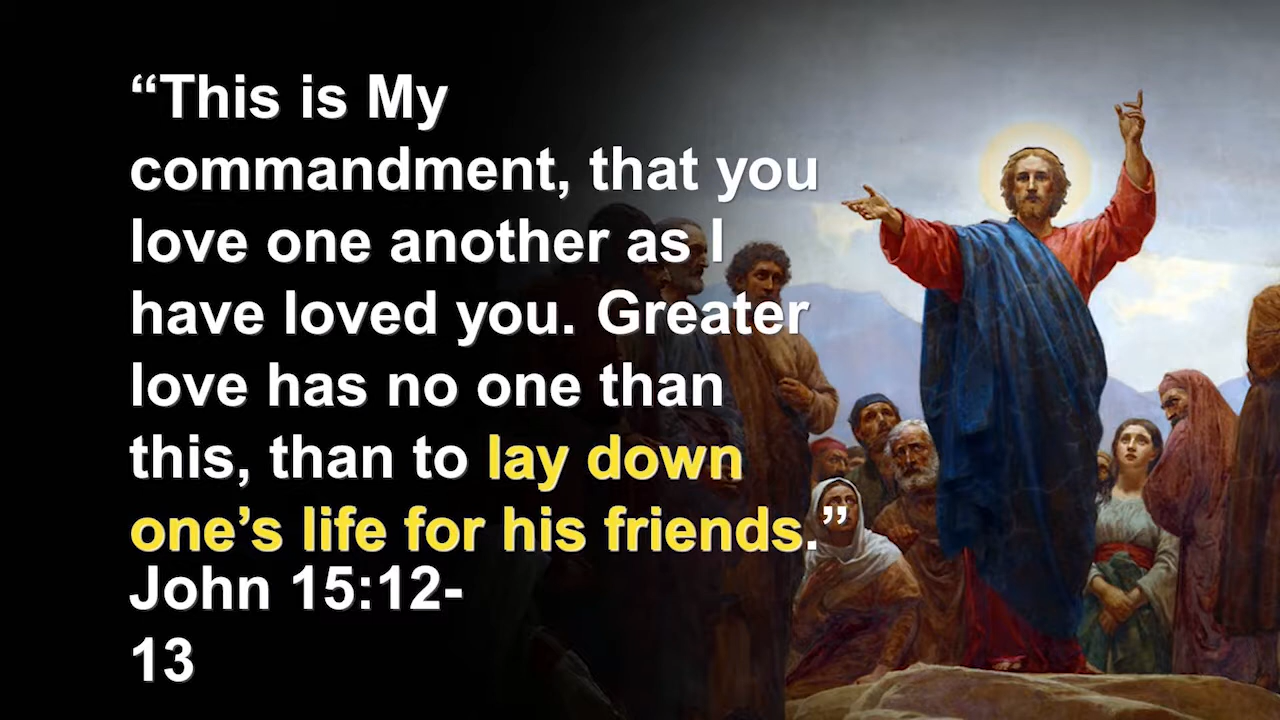 “This is My
commandment, that you
love one another as I
have loved you. Greater
love has no one than
this, than to lay down
one’s life for his friends.”
John 15:12-
13